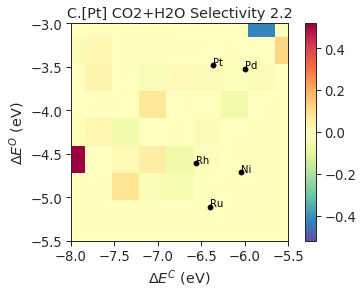 C.[Pt] CO2+H2O Selectivity 2.2
−3.0
−3.5
−4.0
−4.5
−5.0
−5.5
ΔE^O (eV)
Pt
Pd
Rh
Ni
Ru
−8.0 −7.5 −7.0 −6.5 −6.0 −5.5
ΔE^C (eV)
0.4
0.2
0.0
−0.2
−0.4